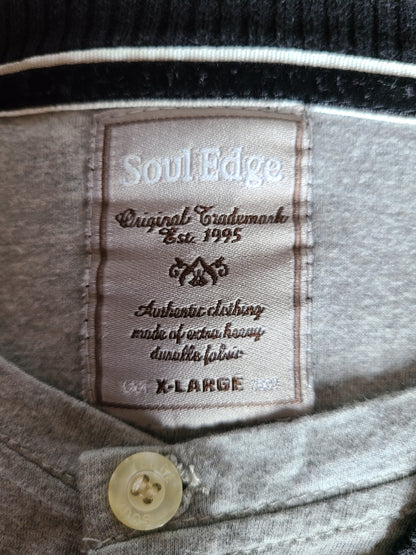 Soul Edge
Original Trademark
Est. 1995
Authentic clothing
made of extra heavy
durable fabric
X-LARGE